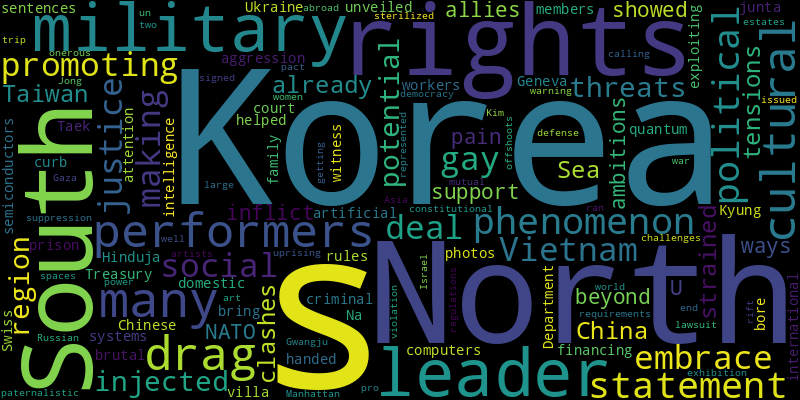 sentences un Ukraine abroad unveiled allies members showed junta
trip two military sterilized rights exploiting political estates
onerous aggression pact calling cultural
promoting Jong signed already workers Geneva threats tensions
Taiwan justice making women court democracy warning issued
South Taek attention intelligence helped Korea potential represented pain Kim offshoots defense ambitions quantum
semiconductors curb family getting witness gay Sea war
Gaza large support mutual
suppression inflict artificial Asia constitutional ran Kyung
prison performers well deal phenomenon challenges
region Hinduja artists uprising rules Vietnam photos strained ways
social North Israel regulations
spaces Treasury domestic beyond U world rift bore international
many power art criminal violation Department requirements end
Swiss Chinese NATO bring Na s China lawsuit
Russian systems clashes Gwangju handed computers financing
brutal drag leader embrace
paternalistic injected villa Manhattan pro statement exhibition